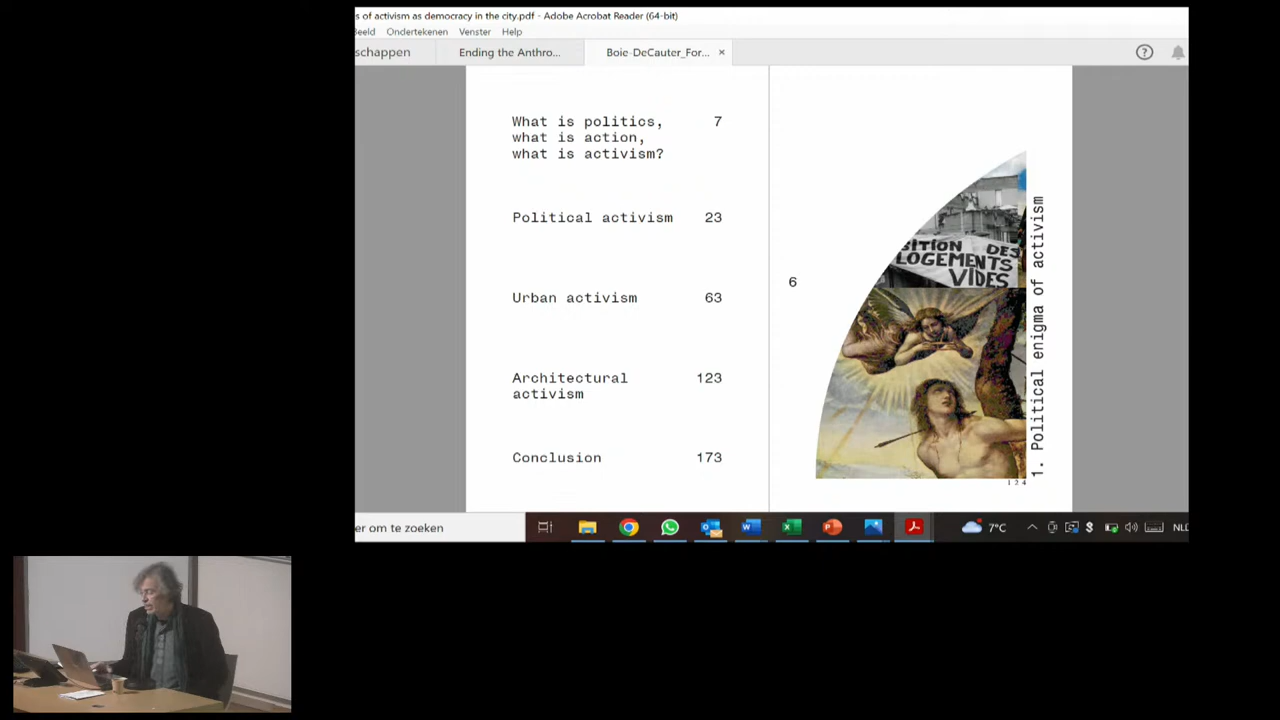 s of activism as democracy in the city.pdf - Adobe Acrobat Reader (64-bit)
Beeld Ondertekenen Venster Help
schappen
Ending the Anthro...
Boie-DeCauter_For... ×
What is politics, 7
what is action,
what is activism?
Political activism 23
Urban activism 63
Architectural 123
activism
Conclusion 173
6
SITION DES
LOGEMENTS
VIDES
1. Political enigma of activism
1 2 4
er om te zoeken
7°C
NLD